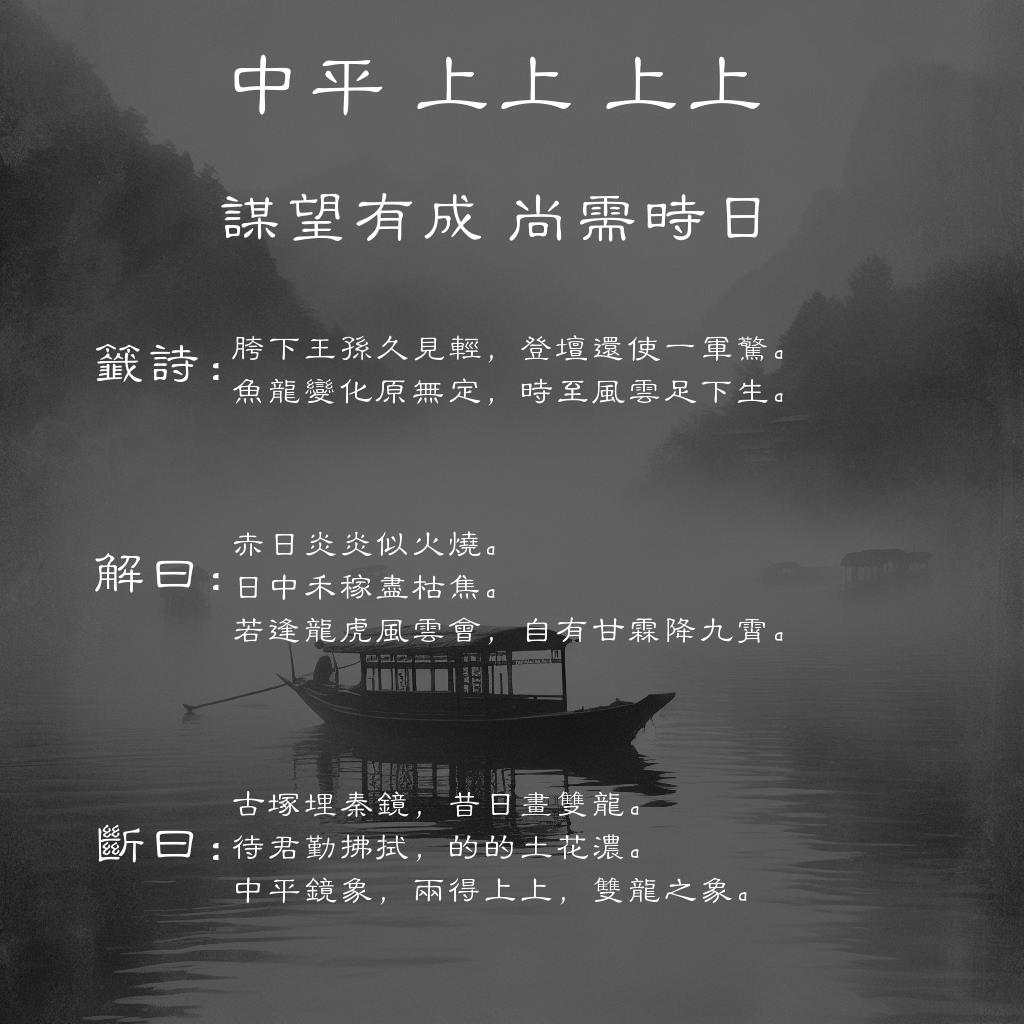 中平 上上 上上
謀望有成 尚需時日
籤詩：
胯下王孫久見輕，登壇還使一軍驚。
魚龍變化原無定，時至風雲足下生。
解曰：
赤日炎炎似火燒。
日中禾稼盡枯焦。
若逢龍虎風雲會，自有甘霖降九霄。
斷曰：
古塚埋秦鏡，昔日畫雙龍。
待君勤拂拭，的的土花濃。
中平鏡象，兩得上上，雙龍之象。